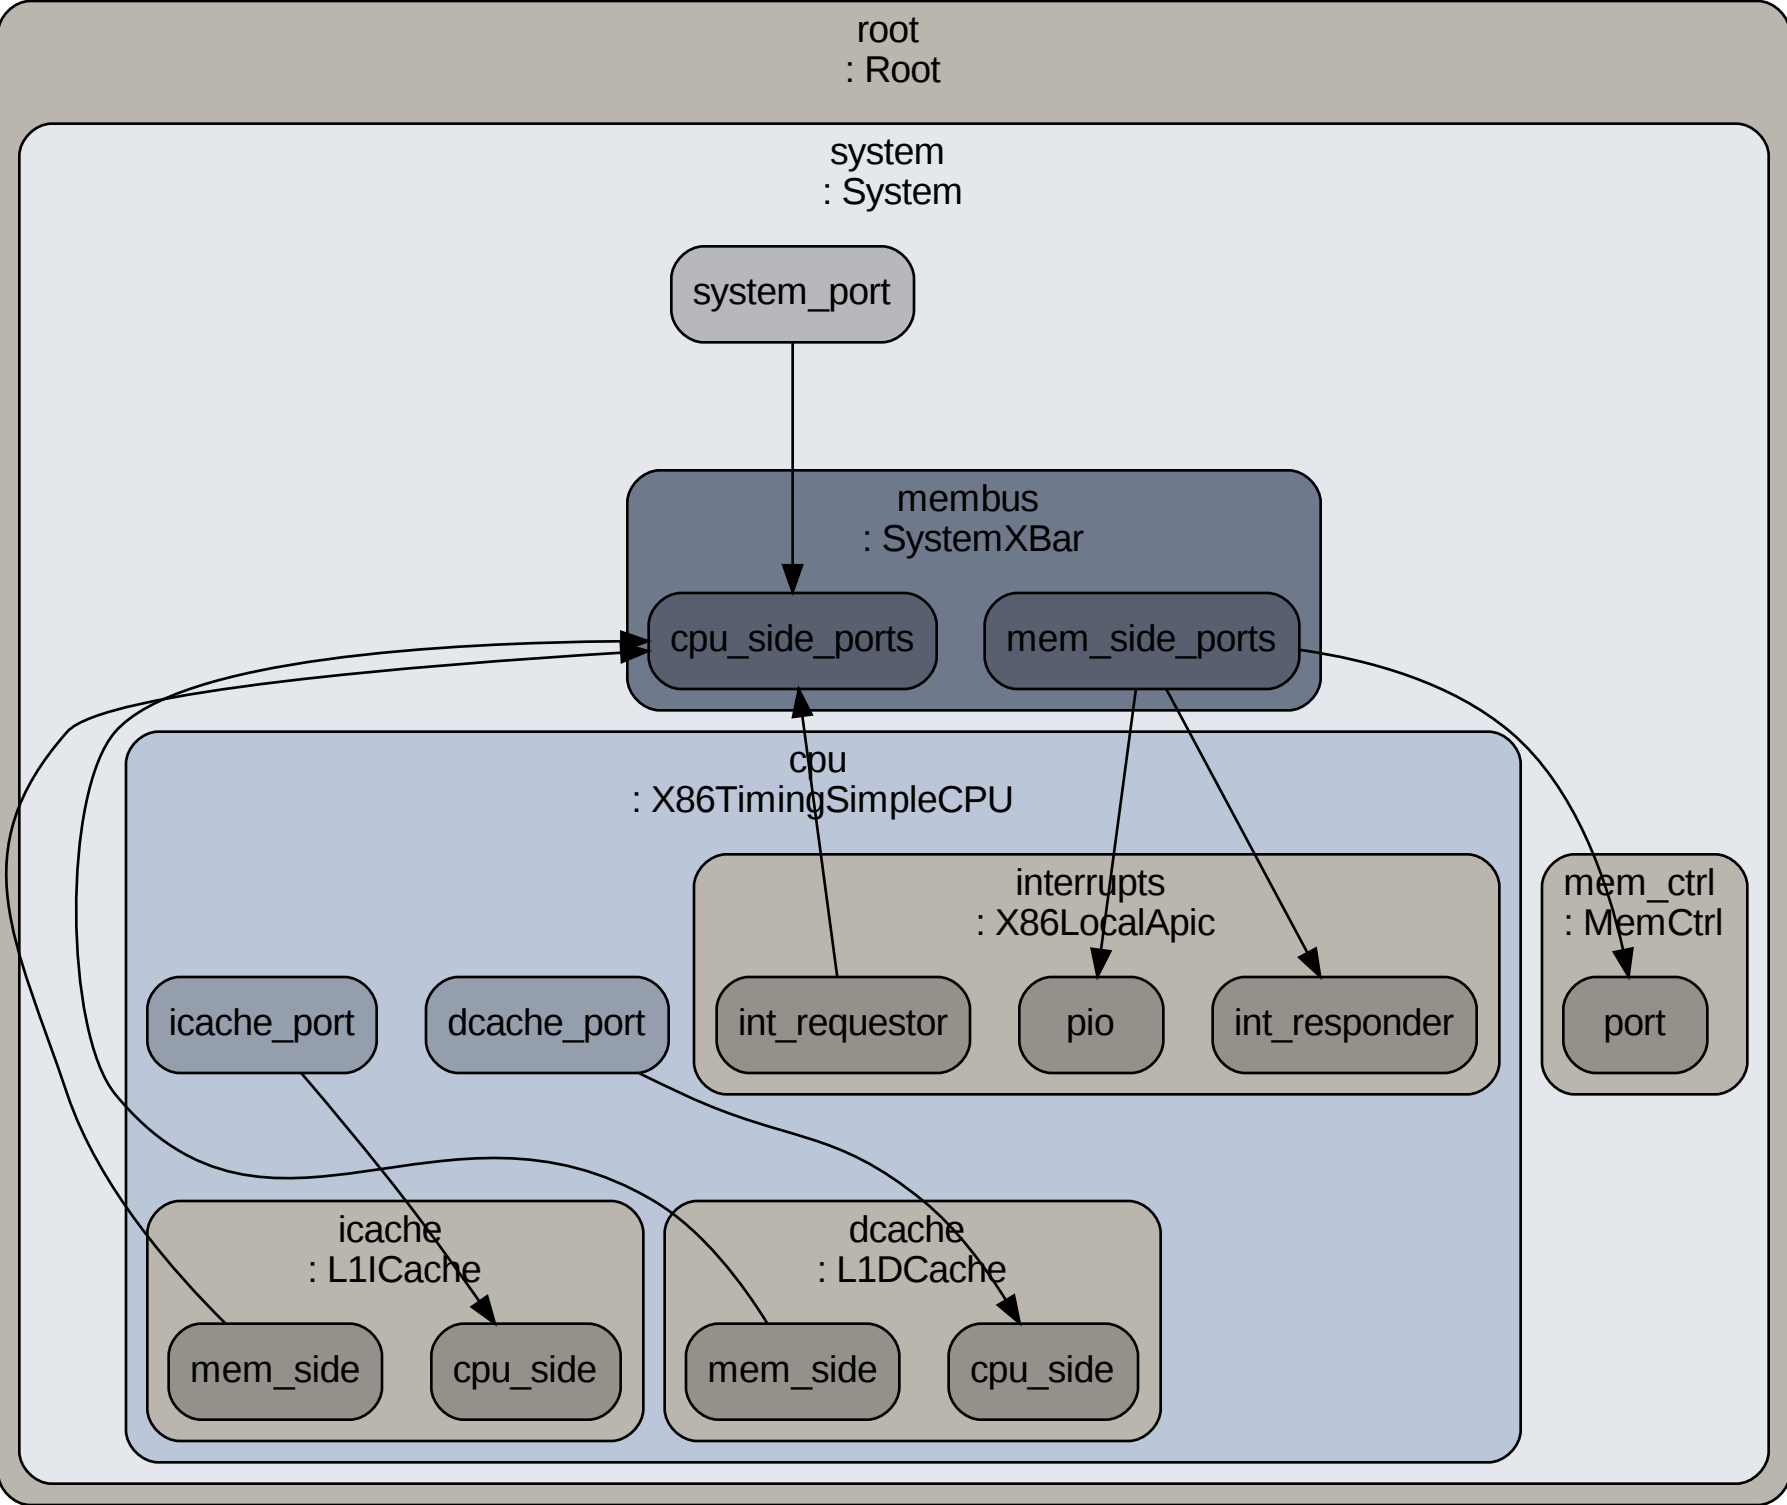 root
: Root
system
: System
system_port
membus
: SystemXBar
cpu_side_ports
mem_side_ports
cpu
: X86TimingSimpleCPU
interrupts
: X86LocalApic
mem_ctrl
: MemCtrl
icache_port
dcache_port
int_requestor
pio
int_responder
port
icache
: L1ICache
dcache
: L1DCache
mem_side
cpu_side
mem_side
cpu_side